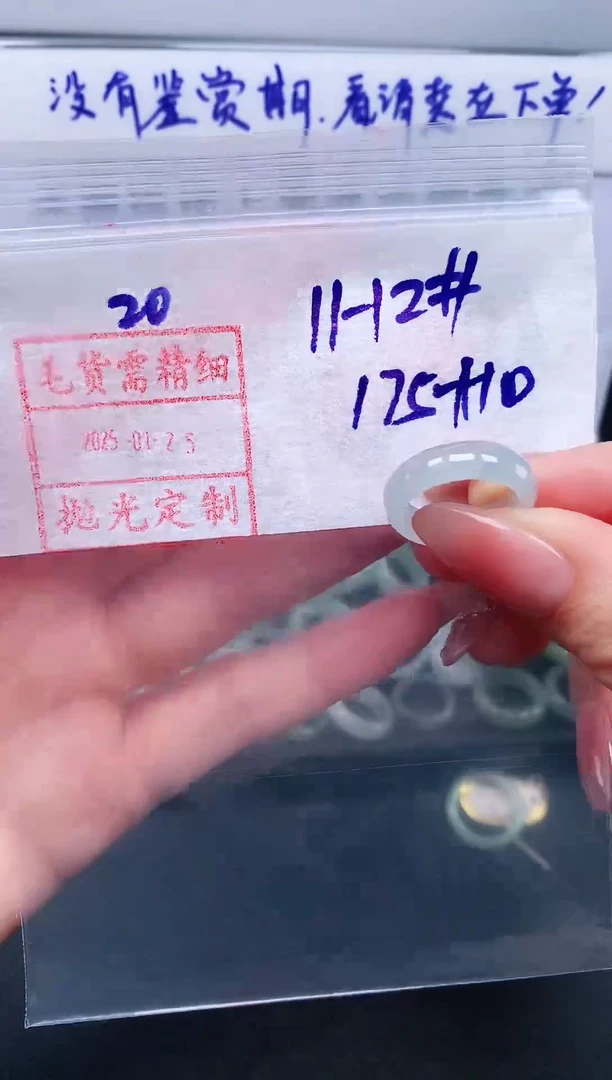 没有鉴赏期.看清楚在下单!
20
11-12#
175+10
毛货需精细
2025-01-25
抛光定制